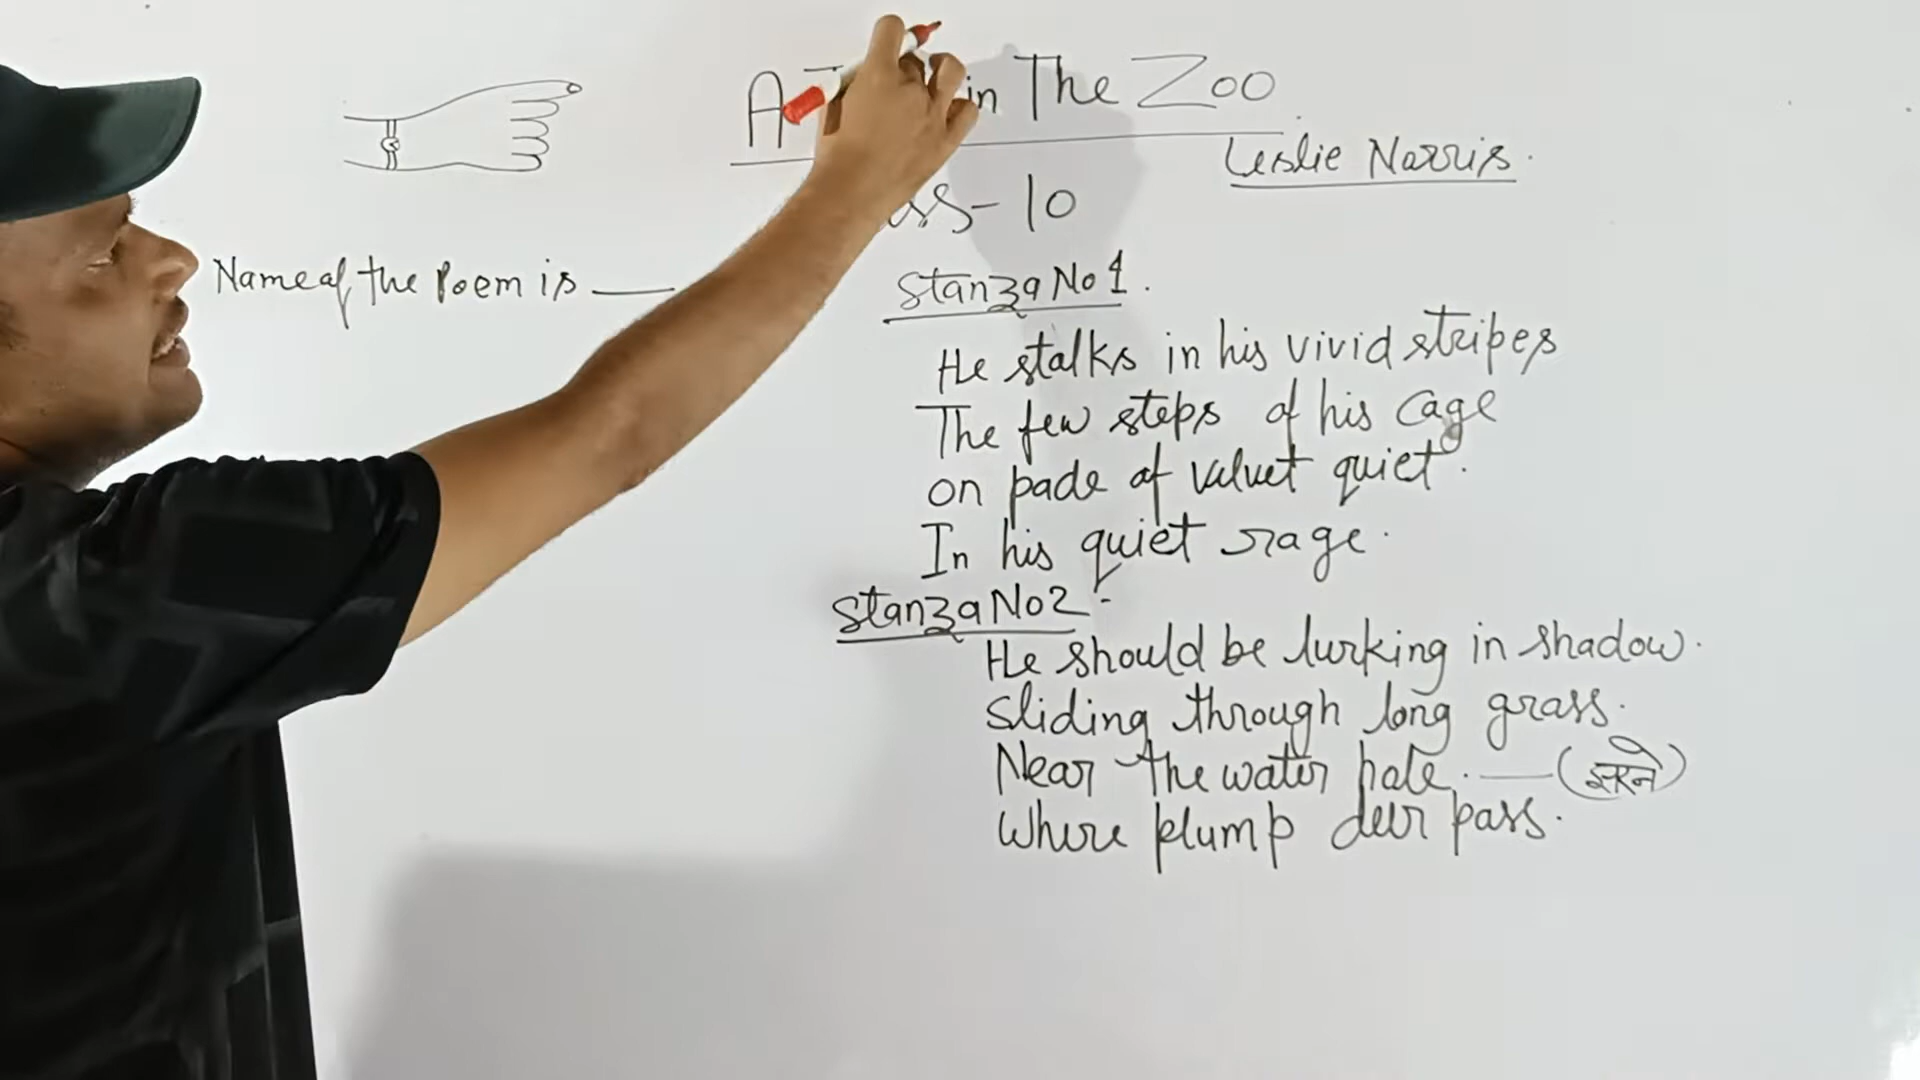 A in The Zoo
Leslie Narris.
ss-10
Name of the Poem is
Stanza No 1.
He stalks in his vivid stripes
The few steps of his cage
on pade of velvet quiet.
In his quiet rage.
Stanza No 2-
He should be lurking in shadow.
Sliding through long grass.
Near the water hole. — (झरने)
Where plump deer pass.